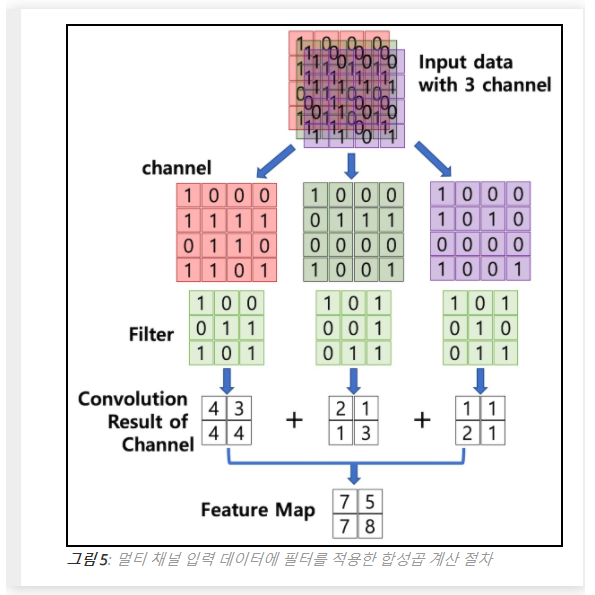 Input data
with 3 channel
channel
1 0 0 0 1 0 0 0 1 0 0 0
1 1 1 1 0 1 1 1 1 0 1 0
0 1 1 0 0 0 0 0 0 0 0 0
1 1 0 1 1 0 0 1 1 0 0 1
Filter
1 0 0 1 0 1 1 0 1
0 1 1 0 0 1 0 1 0
1 0 1 0 1 1 0 1 1
Convolution
Result of
Channel
4 3 + 2 1 + 1 1
4 4 1 3 2 1
Feature Map
7 5
7 8
그림 5: 멀티 채널 입력 데이터에 필터를 적용한 합성곱 계산 절차